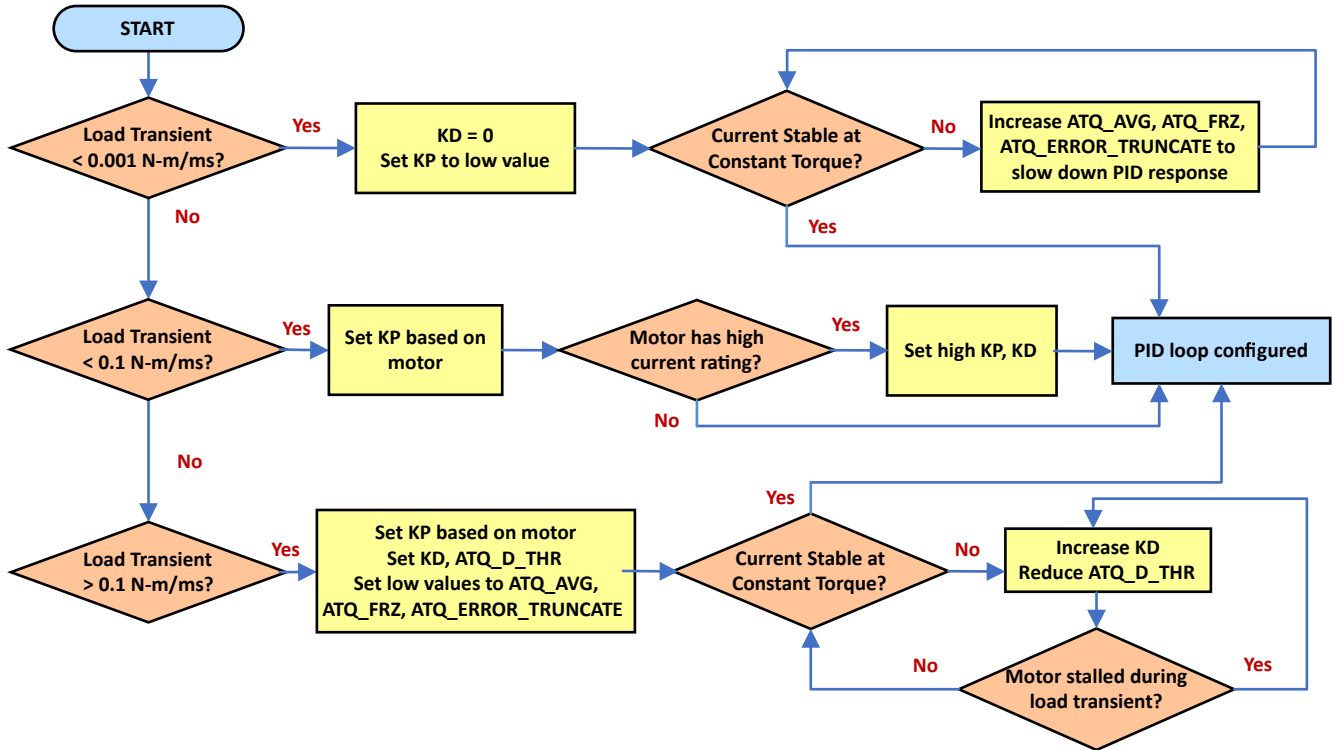 START
Load Transient
< 0.001 N-m/ms?
Yes
KD = 0
Set KP to low value
Current Stable at
Constant Torque?
No
Increase ATQ_AVG, ATQ_FRZ,
ATQ_ERROR_TRUNCATE to
slow down PID response
No
Yes
Load Transient
< 0.1 N-m/ms?
Yes
Set KP based on
motor
Motor has high
current rating?
Yes
Set high KP, KD
PID loop configured
No
No
Load Transient
> 0.1 N-m/ms?
Yes
Set KP based on motor
Set KD, ATQ_D_THR
Set low values to ATQ_AVG,
ATQ_FRZ, ATQ_ERROR_TRUNCATE
Yes
Current Stable at
Constant Torque?
No
Increase KD
Reduce ATQ_D_THR
No
Motor stalled during
load transient?
Yes